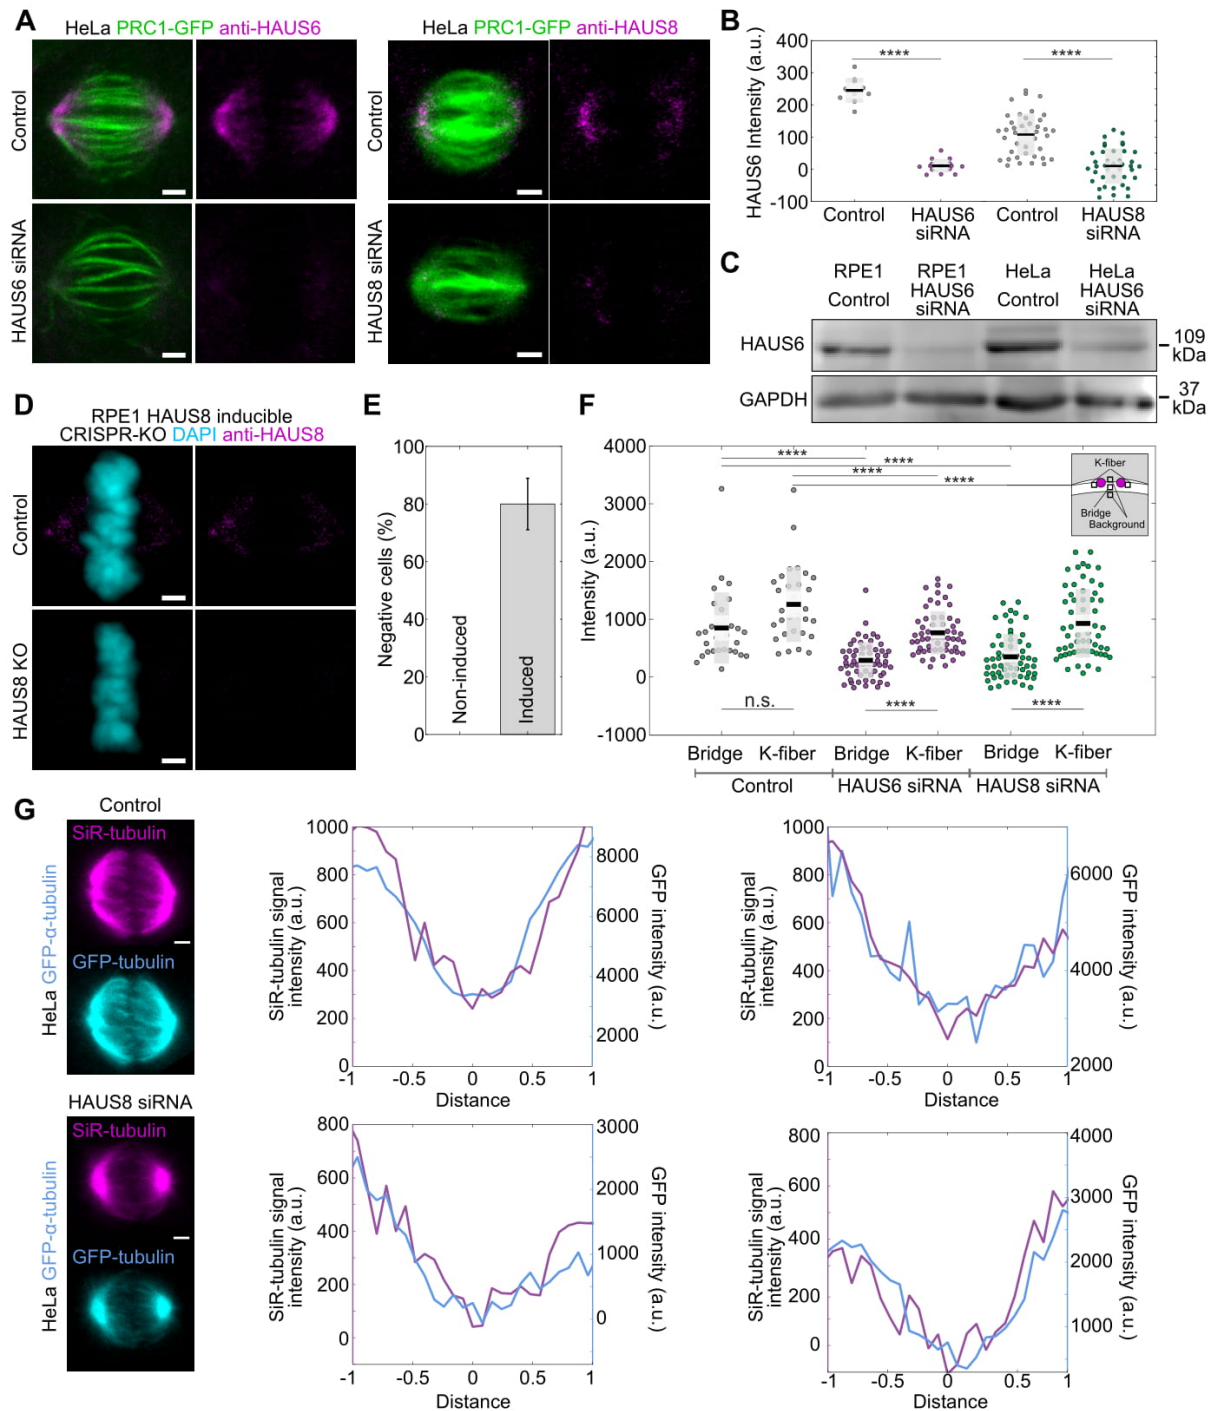 A
HeLa PRC1-GFP anti-HAUS6
HeLa PRC1-GFP anti-HAUS8
Control
HAUS6 siRNA
Control
HAUS8 siRNA
B
HAUS6 Intensity (a.u.)
400
300
200
100
0
-100
****
****
Control
HAUS6
siRNA
Control
HAUS8
siRNA
C
RPE1
Control
RPE1
HAUS6
siRNA
HeLa
Control
HeLa
HAUS6
siRNA
HAUS6
109
kDa
GAPDH
37
kDa
D
RPE1 HAUS8 inducible
CRISPR-KO DAPI anti-HAUS8
Control
HAUS8 KO
E
Negative cells (%)
100
80
60
40
20
0
Non-induced
Induced
F
Intensity (a.u.)
4000
3000
2000
1000
0
-1000
****
****
****
****
n.s.
****
****
K-fiber
Bridge
Background
Bridge K-fiber Bridge K-fiber Bridge K-fiber
Control HAUS6 siRNA HAUS8 siRNA
G
Control
HeLa GFP-α-tubulin
SiR-tubulin
GFP-tubulin
HAUS8 siRNA
HeLa GFP-α-tubulin
SiR-tubulin
GFP-tubulin
SiR-tubulin signal
intensity (a.u.)
1000
800
600
400
200
0
-1 -0.5 0 0.5 1
Distance
8000
6000
4000
2000
GFP intensity
(a.u.)
SiR-tubulin signal
intensity (a.u.)
1000
800
600
400
200
0
-1 -0.5 0 0.5 1
Distance
6000
4000
2000
GFP intensity
(a.u.)
SiR-tubulin signal
intensity (a.u.)
800
600
400
200
0
-1 -0.5 0 0.5 1
Distance
3000
2000
1000
0
GFP intensity
(a.u.)
SiR-tubulin signal
intensity (a.u.)
800
600
400
200
0
-1 -0.5 0 0.5 1
Distance
4000
3000
2000
1000
GFP intensity
(a.u.)